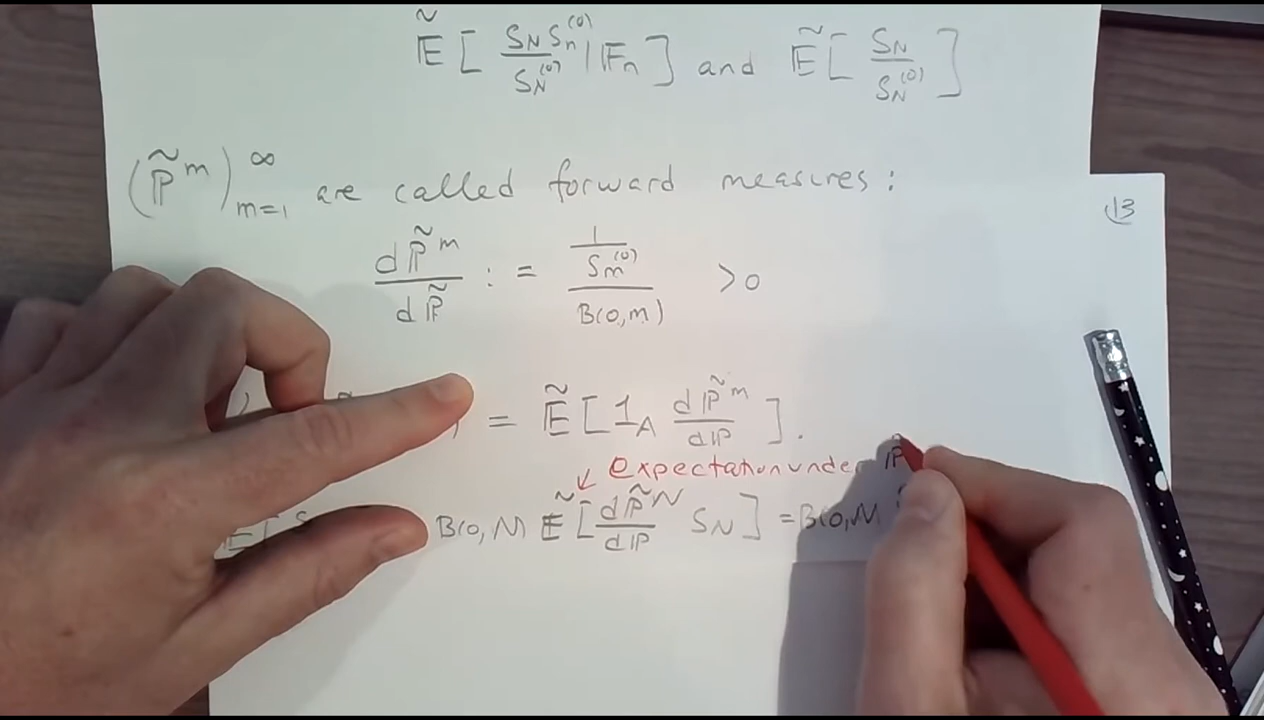 Ẽ [ S_N S_n^(0) / S_N^(0) | 𝔽_n ] and Ẽ [ S_N / S_N^(0) ]
( ℙ̃^m )_{m=1}^∞ are called forward measures :
13
dℙ̃^m / dℙ̃ := (1 / S_m^(0)) / B(0,m) > 0
= Ẽ [ 1_A dℙ̃^m / dℙ ] .
↙ Expectation under ℙ
B(0,N) Ẽ [ dℙ̃^N / dℙ S_N ] = B(0,N)